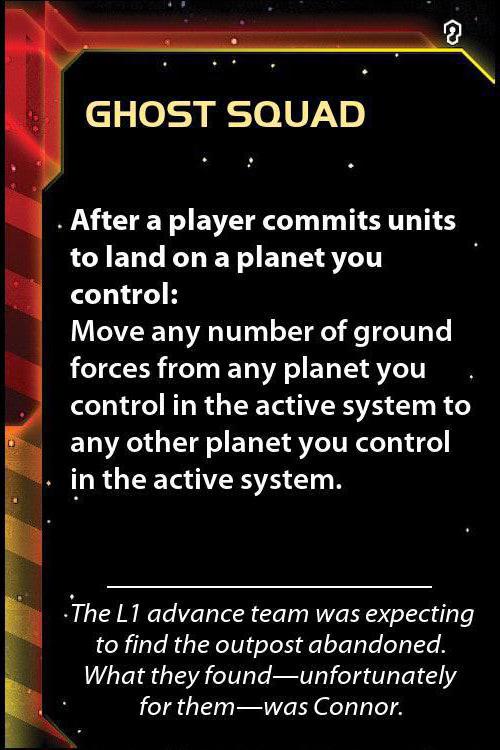 GHOST SQUAD
After a player commits units
to land on a planet you
control:
Move any number of ground
forces from any planet you
control in the active system to
any other planet you control
in the active system.
The L1 advance team was expecting
to find the outpost abandoned.
What they found—unfortunately
for them—was Connor.